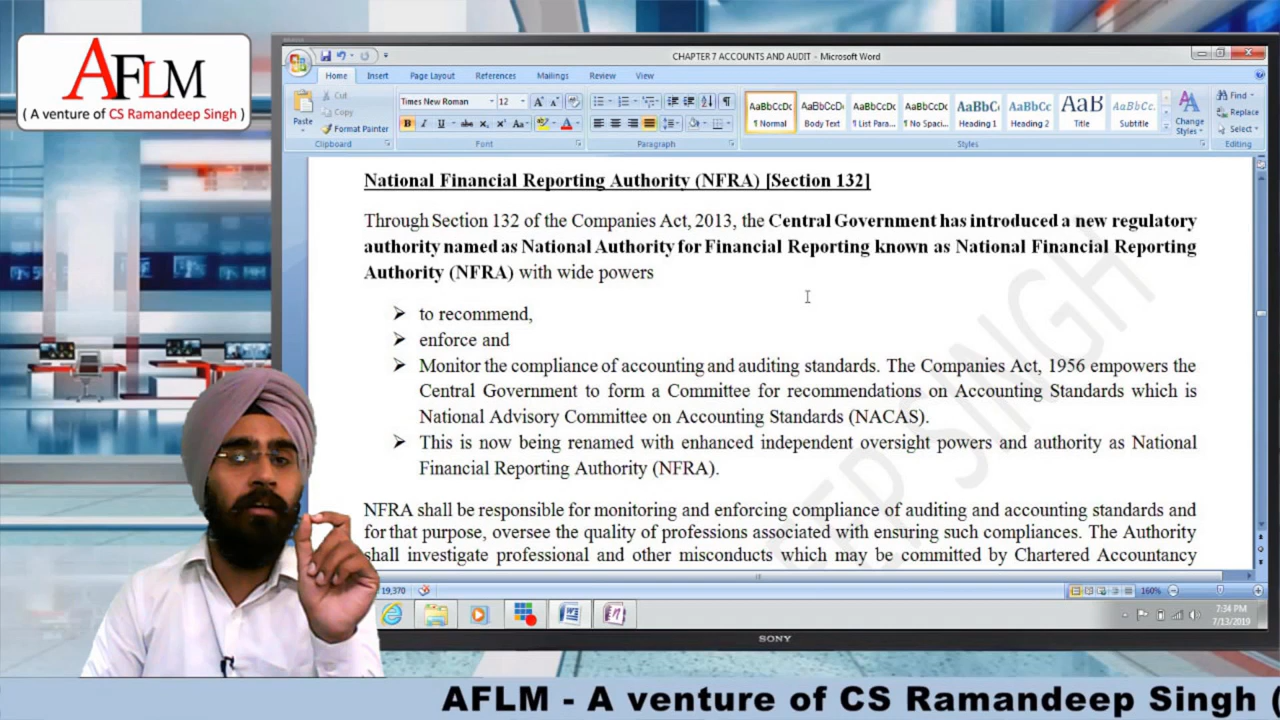 AFLM
( A venture of CS Ramandeep Singh )
CHAPTER 7 ACCOUNTS AND AUDIT - Microsoft Word
Home Insert Page Layout References Mailings Review View
Paste
Cut
Copy
Format Painter
Clipboard
Times New Roman 12
Font
Paragraph
AaBbCcDc AaBbCcDc AaBbCcDc AaBbCcDc AaBbC AaBbCc AaB AaBbCc.
¶ Normal Body Text ¶ List Para... ¶ No Spaci... Heading 1 Heading 2 Title Subtitle
Change
Styles
Styles
Find
Replace
Select
Editing
National Financial Reporting Authority (NFRA) [Section 132]
Through Section 132 of the Companies Act, 2013, the Central Government has introduced a new regulatory
authority named as National Authority for Financial Reporting known as National Financial Reporting
Authority (NFRA) with wide powers
➢ to recommend,
➢ enforce and
➢ Monitor the compliance of accounting and auditing standards. The Companies Act, 1956 empowers the
Central Government to form a Committee for recommendations on Accounting Standards which is
National Advisory Committee on Accounting Standards (NACAS).
➢ This is now being renamed with enhanced independent oversight powers and authority as National
Financial Reporting Authority (NFRA).
NFRA shall be responsible for monitoring and enforcing compliance of auditing and accounting standards and
for that purpose, oversee the quality of professions associated with ensuring such compliances. The Authority
shall investigate professional and other misconducts which may be committed by Chartered Accountancy
SINGH
19,370
160%
7:34 PM
7/13/2019
SONY
AFLM - A venture of CS Ramandeep Singh (